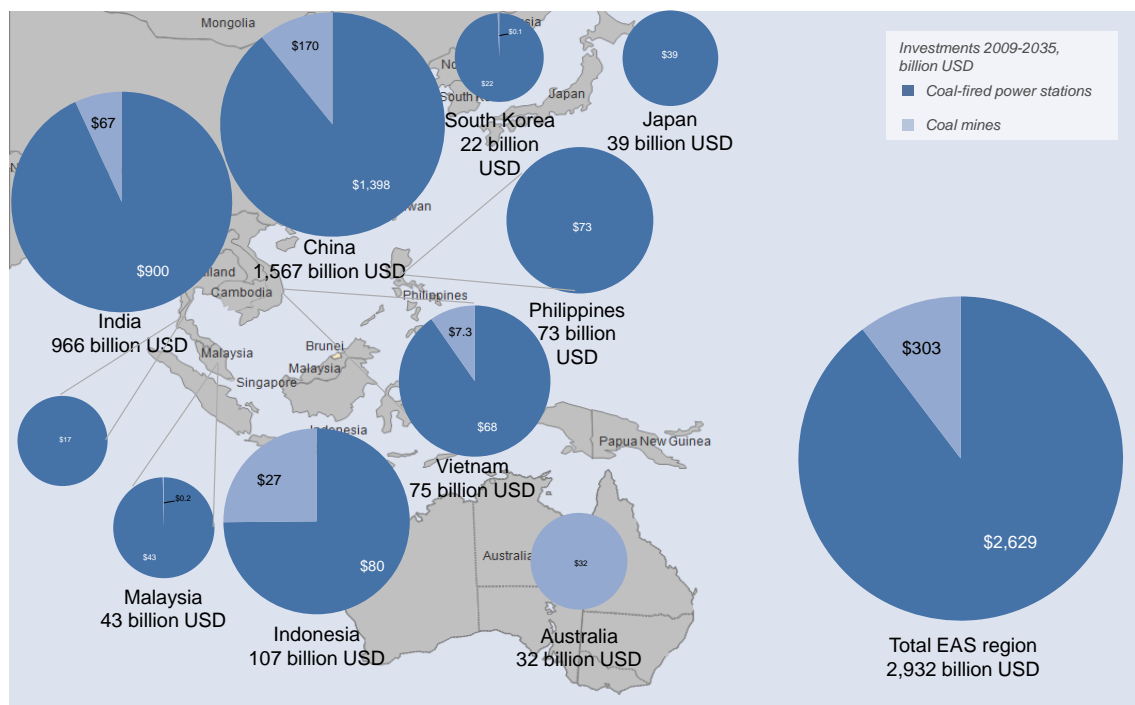 Mongolia
$170
$1,398
China
1,567 billion USD
$0.1
$22
South Korea
22 billion
USD
$39
Japan
39 billion USD
Japan
Investments 2009-2035,
billion USD
Coal-fired power stations
Coal mines
$67
$900
India
966 billion USD
$73
Philippines
73 billion
USD
Cambodia
Philippines
Brunei
Malaysia
Malaysia
Singapore
$7.3
$68
Vietnam
75 billion USD
Papua New Guinea
$17
$0.2
$43
Malaysia
43 billion USD
$27
$80
Indonesia
107 billion USD
Australia
$32
Australia
32 billion USD
$303
$2,629
Total EAS region
2,932 billion USD